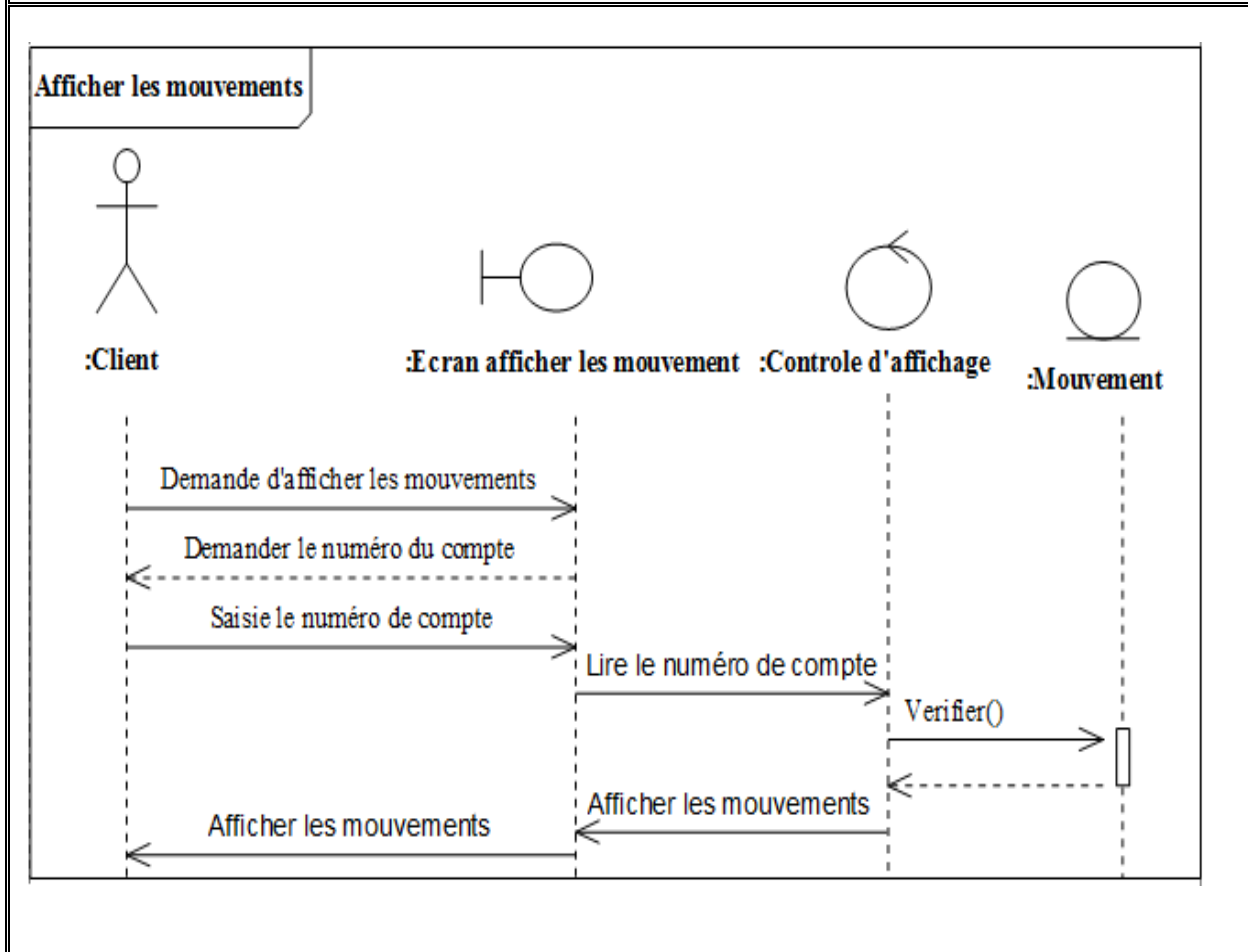 Afficher les mouvements
:Client
:Ecran afficher les mouvement
:Controle d'affichage
:Mouvement
Demande d'afficher les mouvements
Demander le numéro du compte
Saisie le numéro de compte
Lire le numéro de compte
Verifier()
Afficher les mouvements
Afficher les mouvements